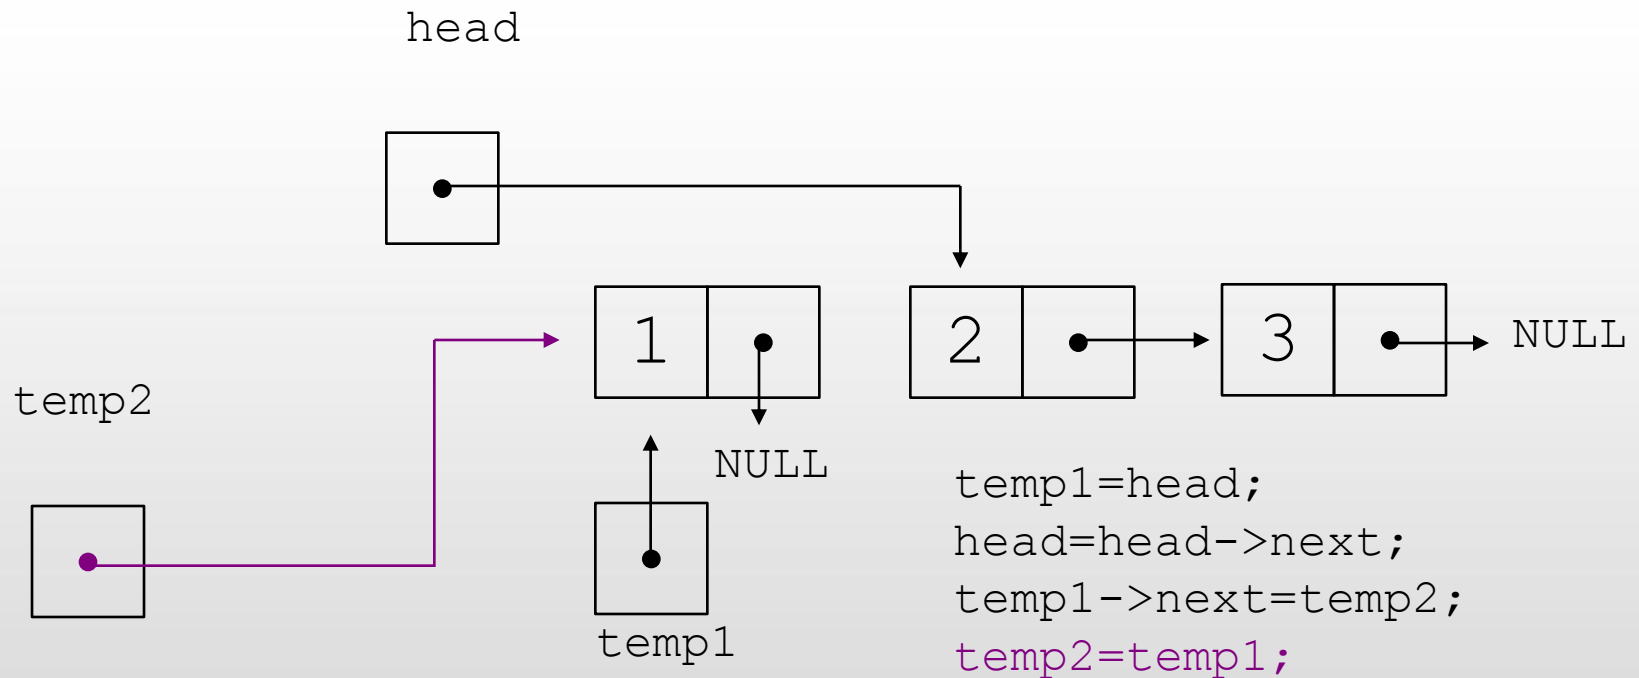 head
1
2
3
NULL
temp2
NULL
temp1=head;
head=head->next;
temp1->next=temp2;
temp1
temp2=temp1;